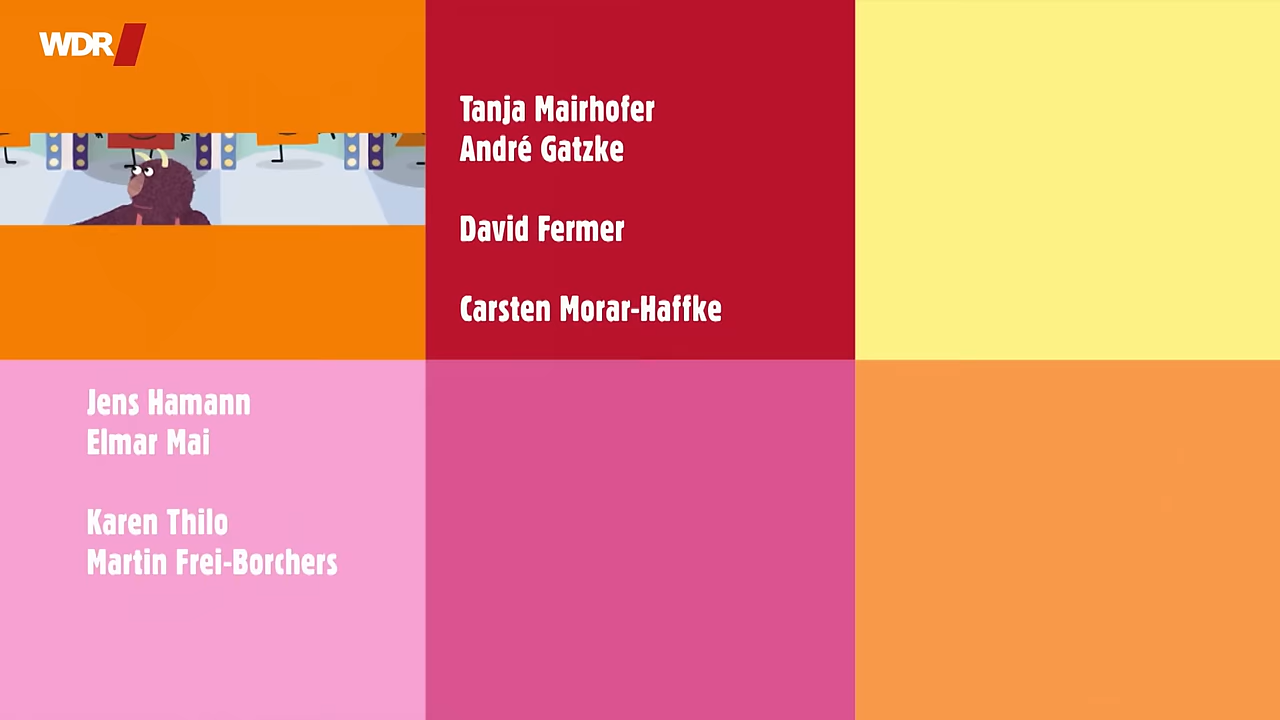 WDR
Tanja Mairhofer
André Gatzke
David Fermer
Carsten Morar-Haffke
Jens Hamann
Elmar Mai
Karen Thilo
Martin Frei-Borchers